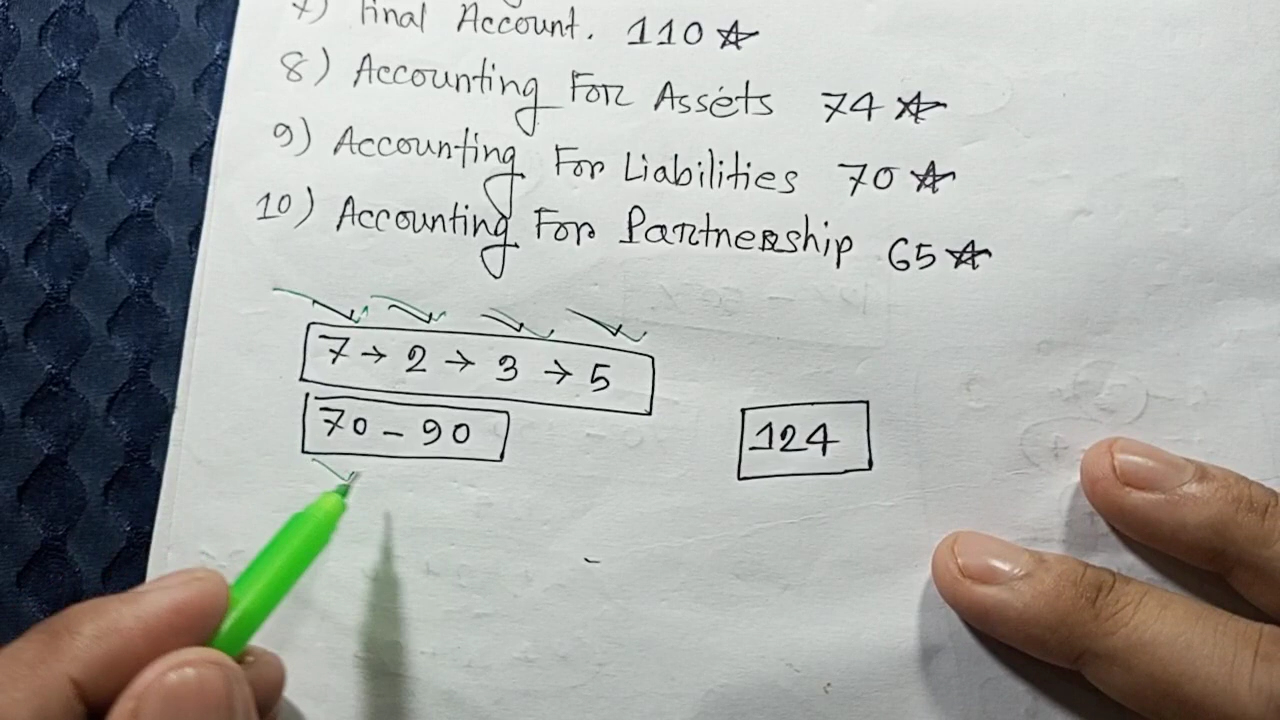 7) Final Account. 110 ☆
8) Accounting For Assets 74 ☆
9) Accounting For Liabilities 70 ☆
10) Accounting For Partnership 65 ☆
7 → 2 → 3 → 5
70 - 90
124